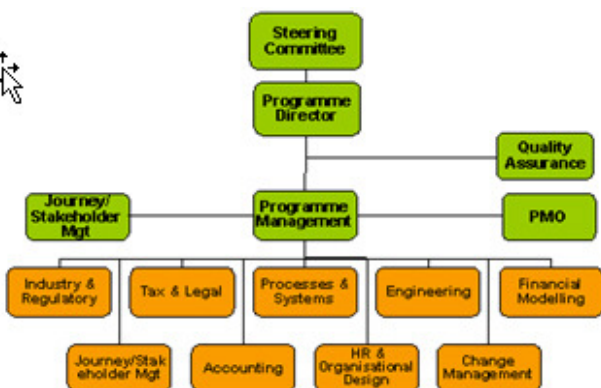 Steering
Committee
Programme
Director
Quality
Assurance
Journey/
Stakeholder
Mgt
Programme
Management
PMO
Industry &
Regulatory
Tax & Legal
Processes &
Systems
Engineering
Financial
Modelling
Journey/Stak
eholder Mgt
Accounting
HR &
Organisational
Design
Change
Management